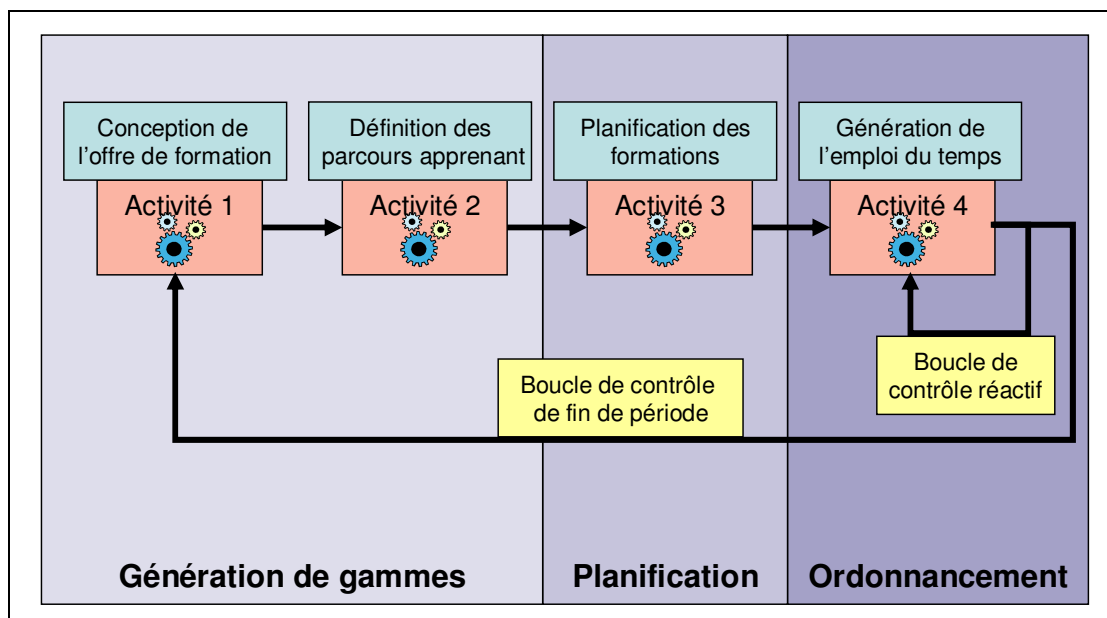 Conception de
l’offre de formation
Activité 1
Définition des
parcours apprenant
Activité 2
Planification des
formations
Activité 3
Génération de
l’emploi du temps
Activité 4
Boucle de
contrôle réactif
Boucle de contrôle
de fin de période
Génération de gammes
Planification
Ordonnancement